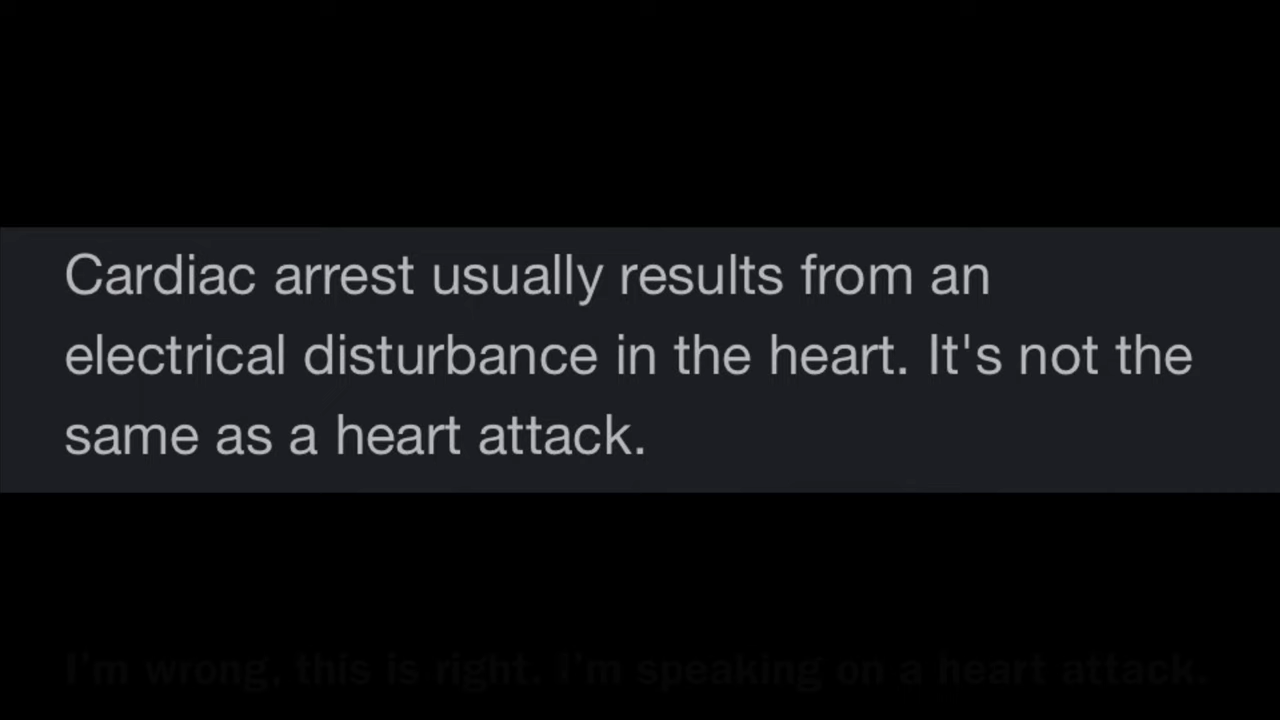 Cardiac arrest usually results from an
electrical disturbance in the heart. It's not the
same as a heart attack.
I'm wrong, this is right. I'm speaking on a heart attack.